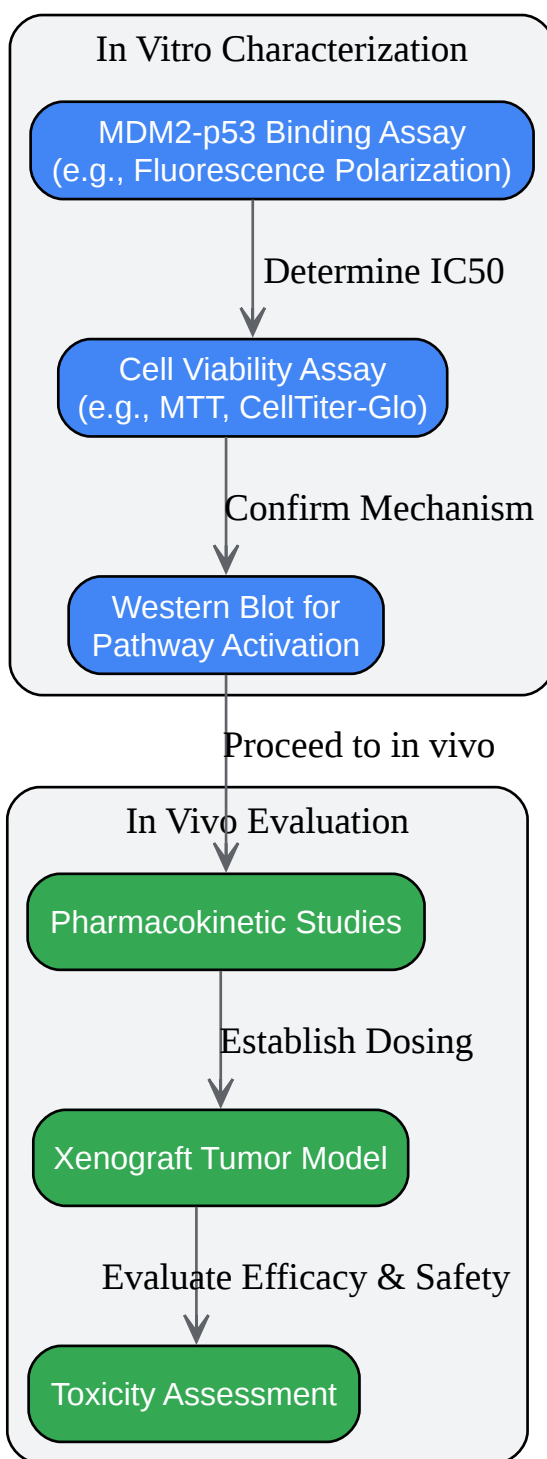 In Vitro Characterization
MDM2-p53 Binding Assay
(e.g., Fluorescence Polarization)
Determine IC50
Cell Viability Assay
(e.g., MTT, CellTiter-Glo)
Confirm Mechanism
Western Blot for
Pathway Activation
Proceed to in vivo
In Vivo Evaluation
Pharmacokinetic Studies
Establish Dosing
Xenograft Tumor Model
Evaluate Efficacy & Safety
Toxicity Assessment